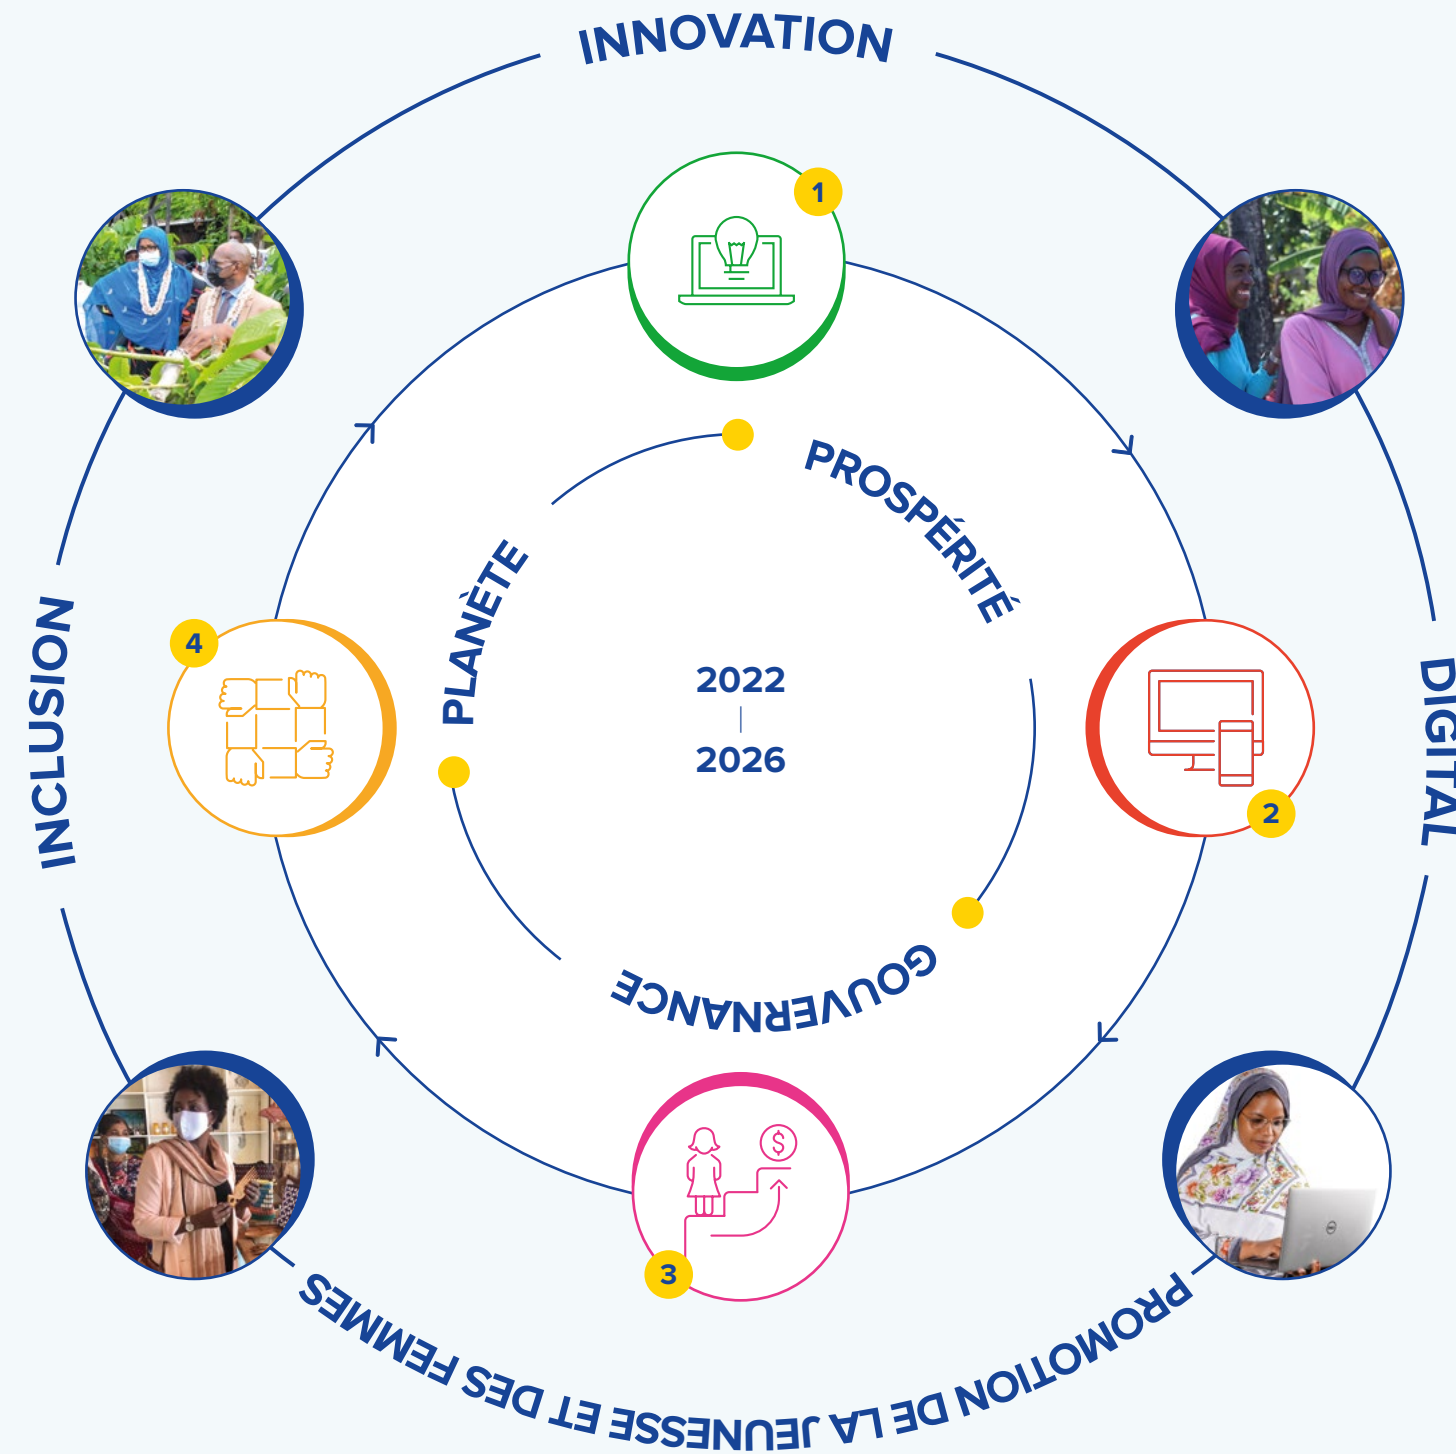 INNOVATION
1
PROSPÉRITÉ
PLANÈTE
INCLUSION
4
2022
2026
DIGITAL
2
GOUVERNANCE
$
3
PROMOTION DE LA JEUNESSE ET DES FEMMES